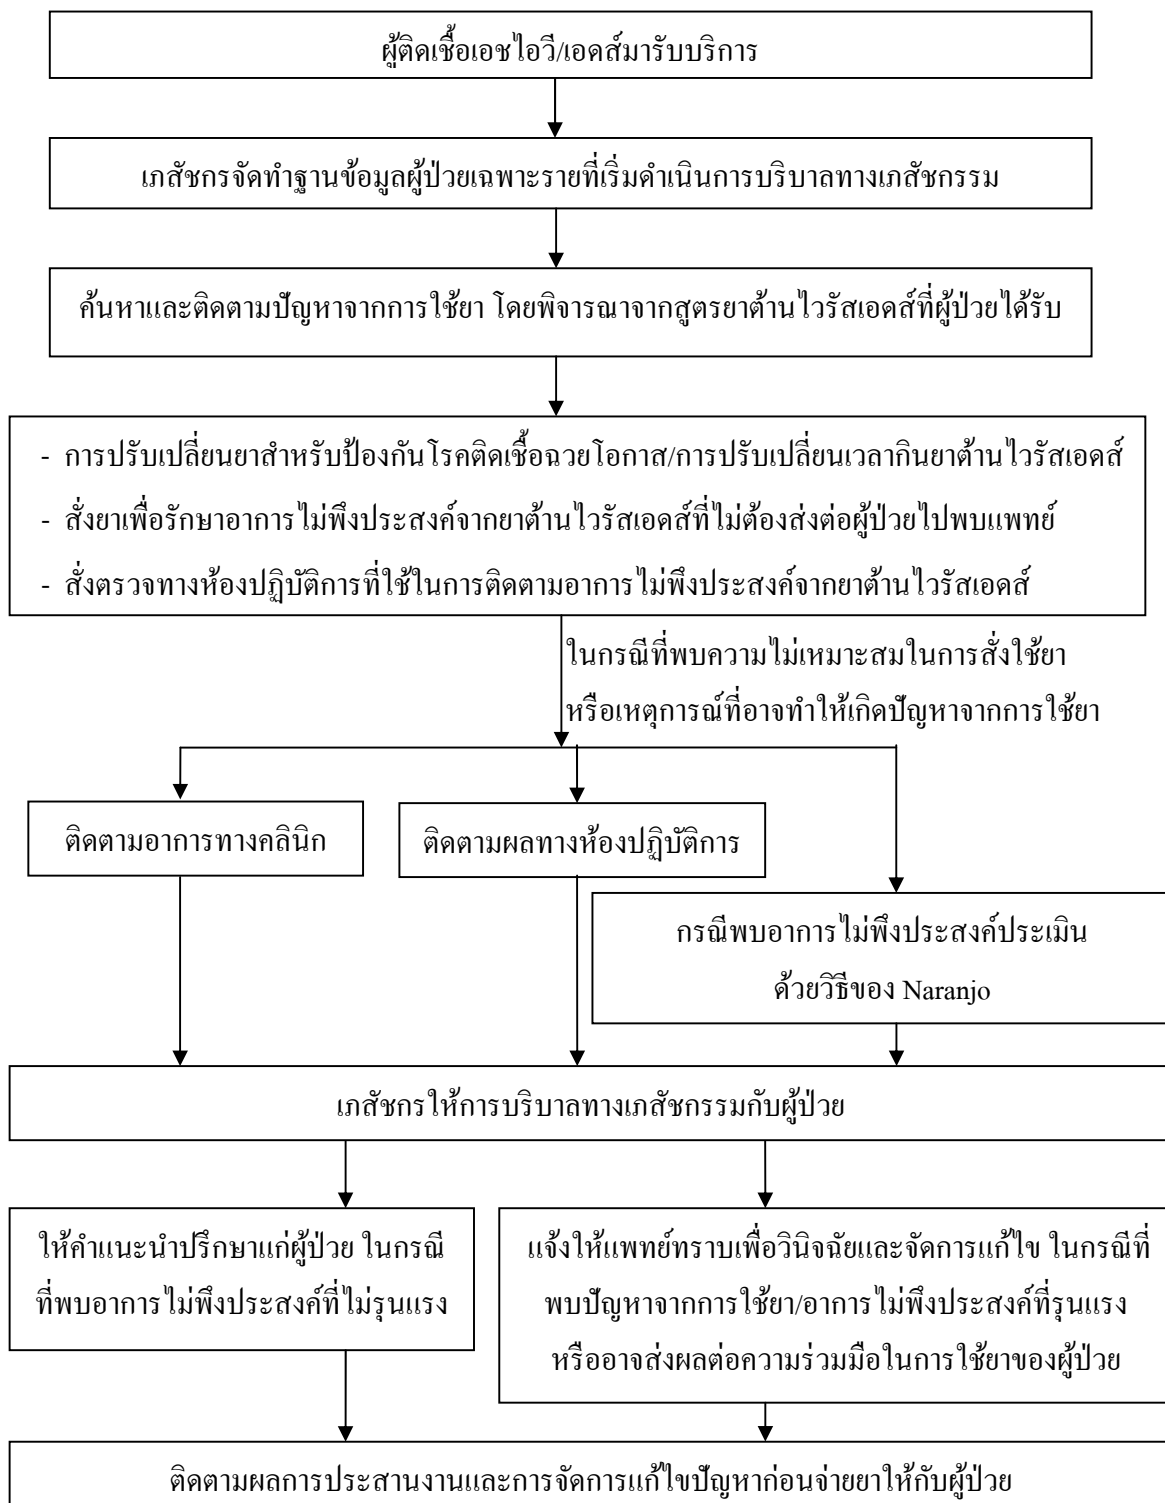 ผู้ติดเชื้อเอชไอวี/เอดส์มารับบริการ
เภสัชกรจัดทำฐานข้อมูลผู้ป่วยเฉพาะรายที่เริ่มดำเนินการบริบาลทางเภสัชกรรม
ค้นหาและติดตามปัญหาจากการใช้ยา โดยพิจารณาจากสูตรยาต้านไวรัสเอดส์ที่ผู้ป่วยได้รับ
- การปรับเปลี่ยนยาสำหรับป้องกันโรคติดเชื้อฉวยโอกาส/การปรับเปลี่ยนเวลากินยาต้านไวรัสเอดส์
- สั่งยาเพื่อรักษาอาการไม่พึงประสงค์จากยาต้านไวรัสเอดส์ที่ไม่ต้องส่งต่อผู้ป่วยไปพบแพทย์
- สั่งตรวจทางห้องปฏิบัติการที่ใช้ในการติดตามอาการไม่พึงประสงค์จากยาต้านไวรัสเอดส์
ในกรณีที่พบความไม่เหมาะสมในการสั่งใช้ยา
หรือเหตุการณ์ที่อาจทำให้เกิดปัญหาจากการใช้ยา
ติดตามอาการทางคลินิก
ติดตามผลทางห้องปฏิบัติการ
กรณีพบอาการไม่พึงประสงค์ประเมิน
ด้วยวิธีของ Naranjo
เภสัชกรให้การบริบาลทางเภสัชกรรมกับผู้ป่วย
ให้คำแนะนำปรึกษาแก่ผู้ป่วย ในกรณี
ที่พบอาการไม่พึงประสงค์ที่ไม่รุนแรง
แจ้งให้แพทย์ทราบเพื่อวินิจฉัยและจัดการแก้ไข ในกรณีที่
พบปัญหาจากการใช้ยา/อาการไม่พึงประสงค์ที่รุนแรง
หรืออาจส่งผลต่อความร่วมมือในการใช้ยาของผู้ป่วย
ติดตามผลการประสานงานและการจัดการแก้ไขปัญหาก่อนจ่ายยาให้กับผู้ป่วย